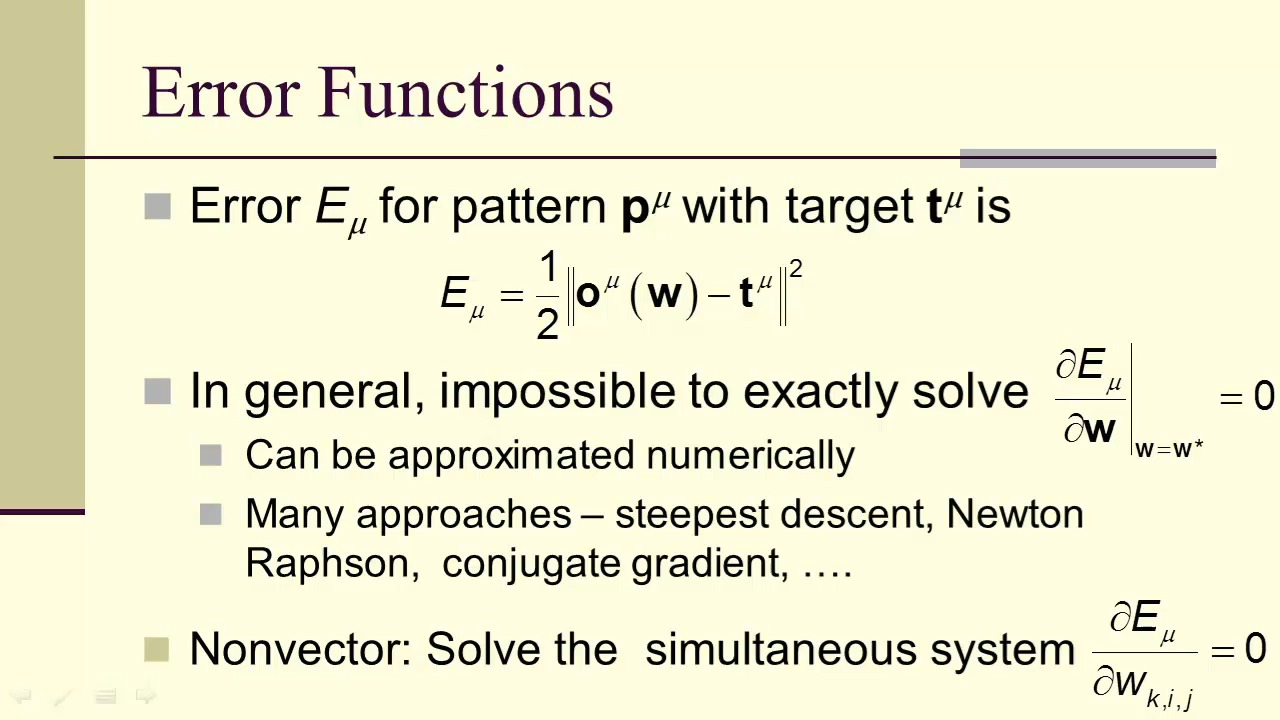 Error Functions
Error E_μ for pattern p^μ with target t^μ is
E_μ = 1/2 ‖o^μ (w) − t^μ‖^2
In general, impossible to exactly solve ∂E_μ/∂w |_{w=w*} = 0
Can be approximated numerically
Many approaches – steepest descent, Newton
Raphson, conjugate gradient, ….
Nonvector: Solve the simultaneous system ∂E_μ/∂w_{k,i,j} = 0